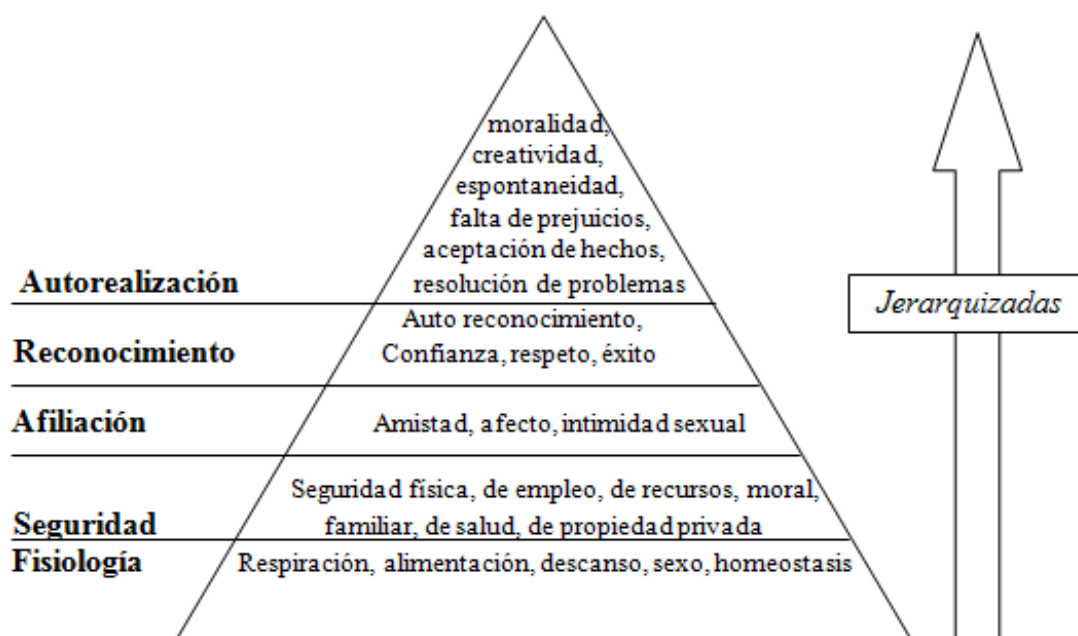 moralidad,
creatividad,
espontaneidad,
falta de prejuicios,
aceptación de hechos,
Autorealización
resolución de problemas
Jerarquizadas
Auto reconocimiento,
Reconocimiento
Confianza, respeto, éxito
Afiliación
Amistad, afecto, intimidad sexual
Seguridad física, de empleo, de recursos, moral,
Seguridad
familiar, de salud, de propiedad privada
Fisiología
Respiración, alimentación, descanso, sexo, homeostasis